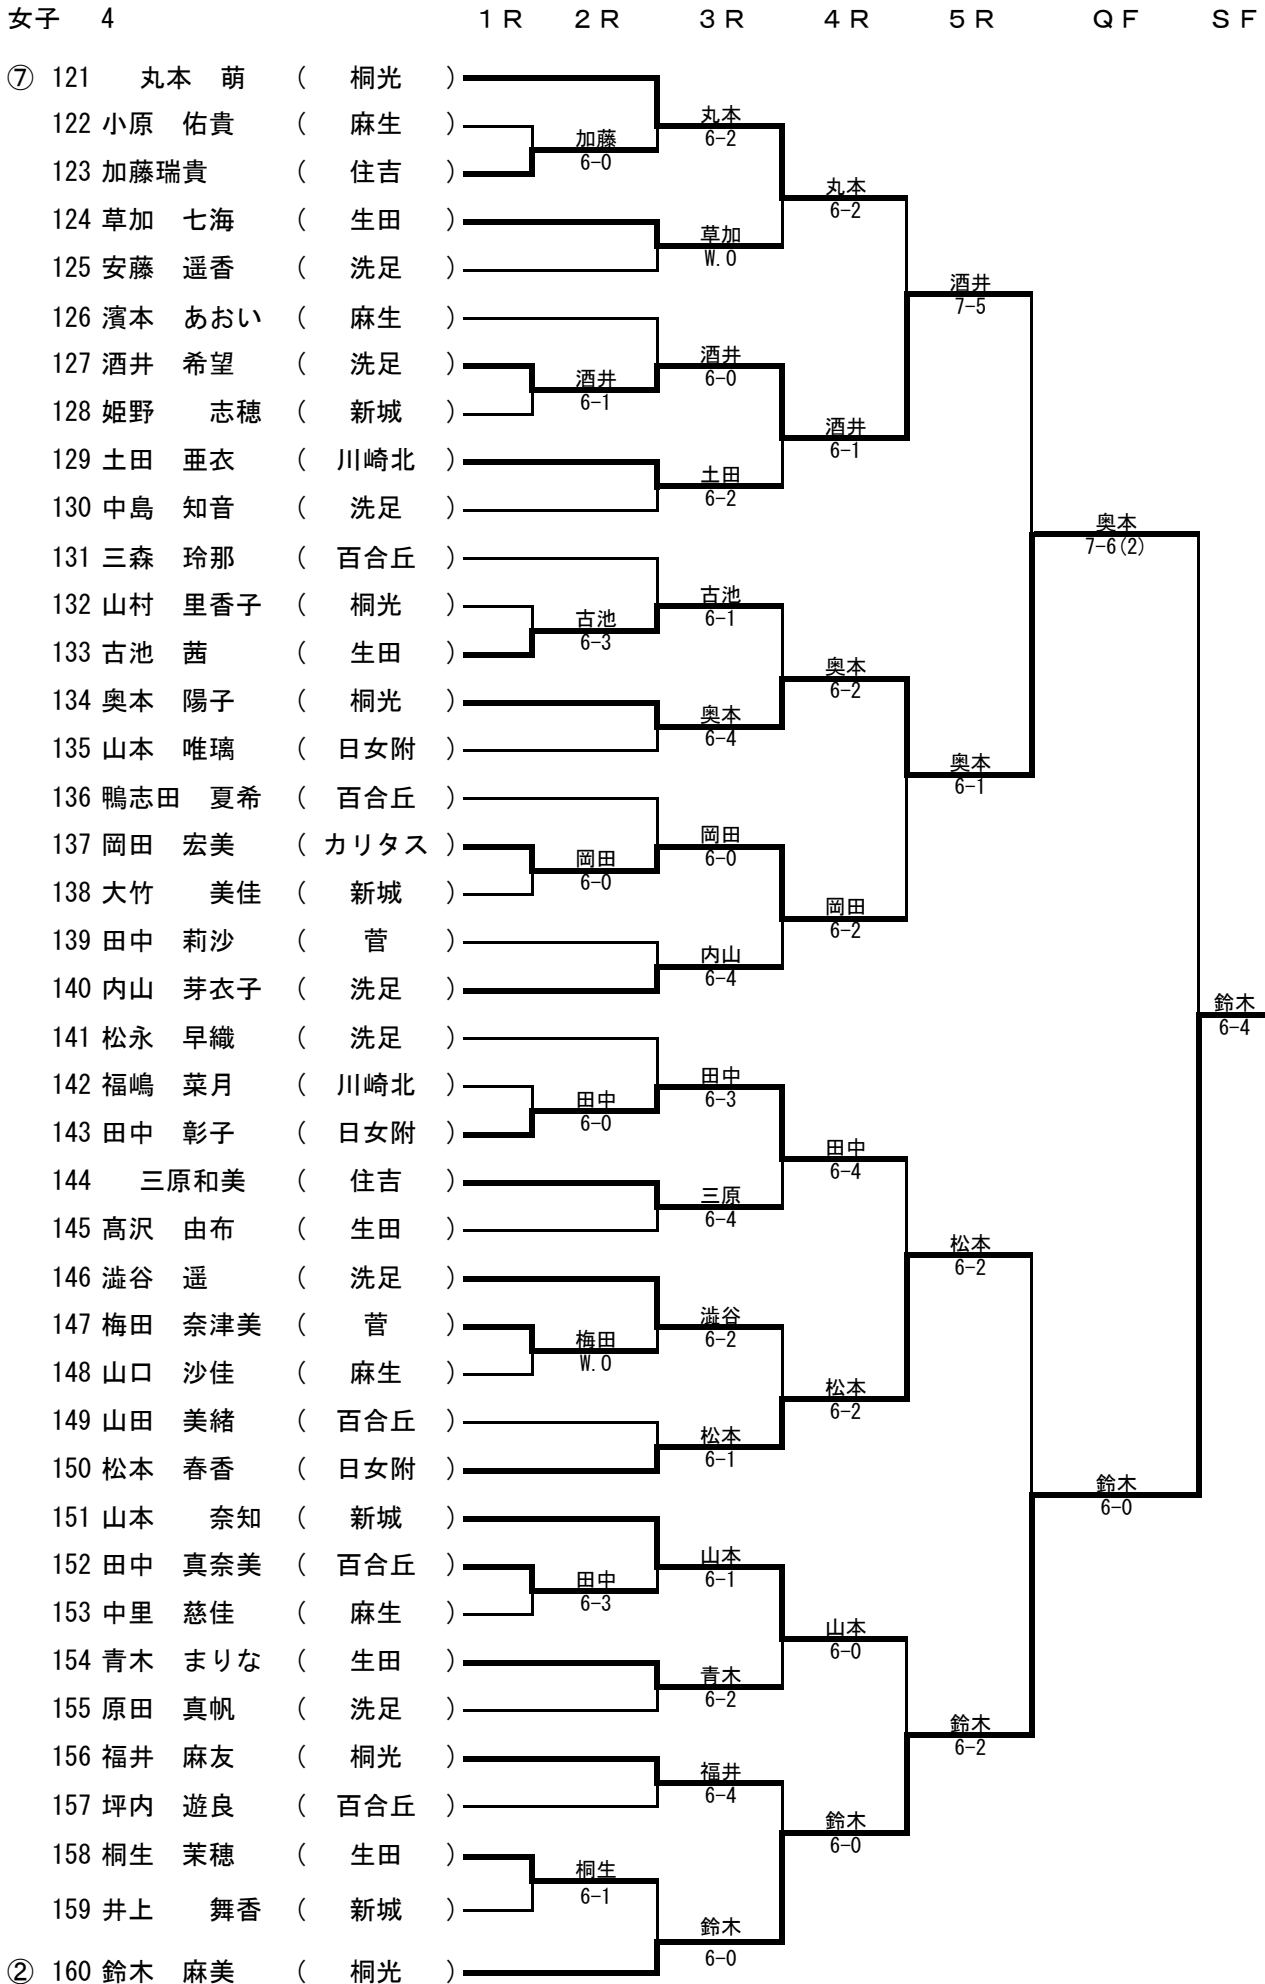 女子　4　1 R　2 R　3 R　4 R　5 R　Q F　S F
⑦ 121 丸本　萌 （ 桐光 ）
丸本
122 小原　佑貴 （ 麻生 ）
加藤
6-2
6-0
123 加藤瑞貴 （ 住吉 ）
丸本
6-2
124 草加　七海 （ 生田 ）
草加
W.O
125 安藤　遥香 （ 洗足 ）
酒井
7-5
126 濱本　あおい （ 麻生 ）
酒井
127 酒井　希望 （ 洗足 ）
酒井
6-0
6-1
128 姫野　志穂 （ 新城 ）
酒井
6-1
129 土田　亜衣 （ 川崎北 ）
土田
6-2
130 中島　知音 （ 洗足 ）
奥本
7-6(2)
131 三森　玲那 （ 百合丘 ）
古池
132 山村　里香子 （ 桐光 ）
古池
6-1
6-3
133 古池　茜 （ 生田 ）
奥本
6-2
134 奥本　陽子 （ 桐光 ）
奥本
6-4
135 山本　唯璃 （ 日女附 ）
奥本
6-1
136 鴨志田　夏希 （ 百合丘 ）
岡田
137 岡田　宏美 （ カリタス ）
岡田
6-0
6-0
138 大竹　美佳 （ 新城 ）
岡田
6-2
139 田中　莉沙 （ 菅 ）
内山
6-4
140 内山　芽衣子 （ 洗足 ）
鈴木
6-4
141 松永　早織 （ 洗足 ）
田中
142 福嶋　菜月 （ 川崎北 ）
田中
6-3
6-0
143 田中　彰子 （ 日女附 ）
田中
6-4
144 三原和美 （ 住吉 ）
三原
6-4
145 髙沢　由布 （ 生田 ）
松本
6-2
146 澁谷　遥 （ 洗足 ）
澁谷
147 梅田　奈津美 （ 菅 ）
梅田
6-2
W.O
148 山口　沙佳 （ 麻生 ）
松本
6-2
149 山田　美緒 （ 百合丘 ）
松本
6-1
150 松本　春香 （ 日女附 ）
鈴木
6-0
151 山本　奈知 （ 新城 ）
山本
152 田中　真奈美 （ 百合丘 ）
田中
6-1
6-3
153 中里　慈佳 （ 麻生 ）
山本
6-0
154 青木　まりな （ 生田 ）
青木
6-2
155 原田　真帆 （ 洗足 ）
鈴木
6-2
156 福井　麻友 （ 桐光 ）
福井
6-4
157 坪内　遊良 （ 百合丘 ）
鈴木
6-0
158 桐生　茉穂 （ 生田 ）
桐生
6-1
159 井上　舞香 （ 新城 ）
鈴木
6-0
② 160 鈴木　麻美 （ 桐光 ）